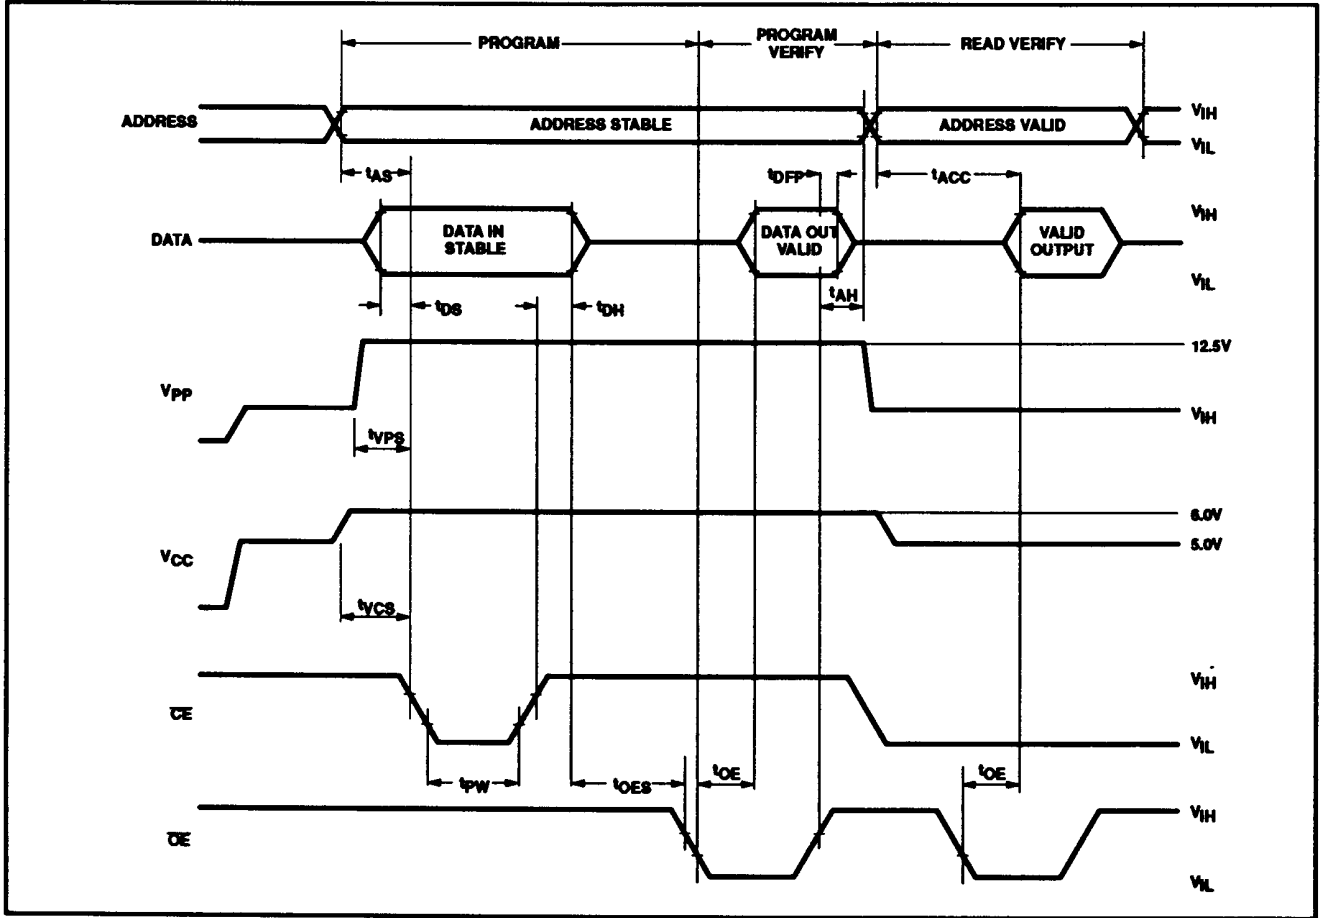 PROGRAM
PROGRAM
VERIFY
READ VERIFY
ADDRESS
ADDRESS STABLE
ADDRESS VALID
VIH
VIL
tAS
tDFP
tACC
DATA
DATA IN
STABLE
DATA OUT
VALID
VALID
OUTPUT
VIH
VIL
tDS
tDH
tAH
12.5V
VPP
VIH
tVPS
6.0V
VCC
5.0V
tVCS
CE
VIH
VIL
tPW
tOES
tOE
tOE
OE
VIH
VIL